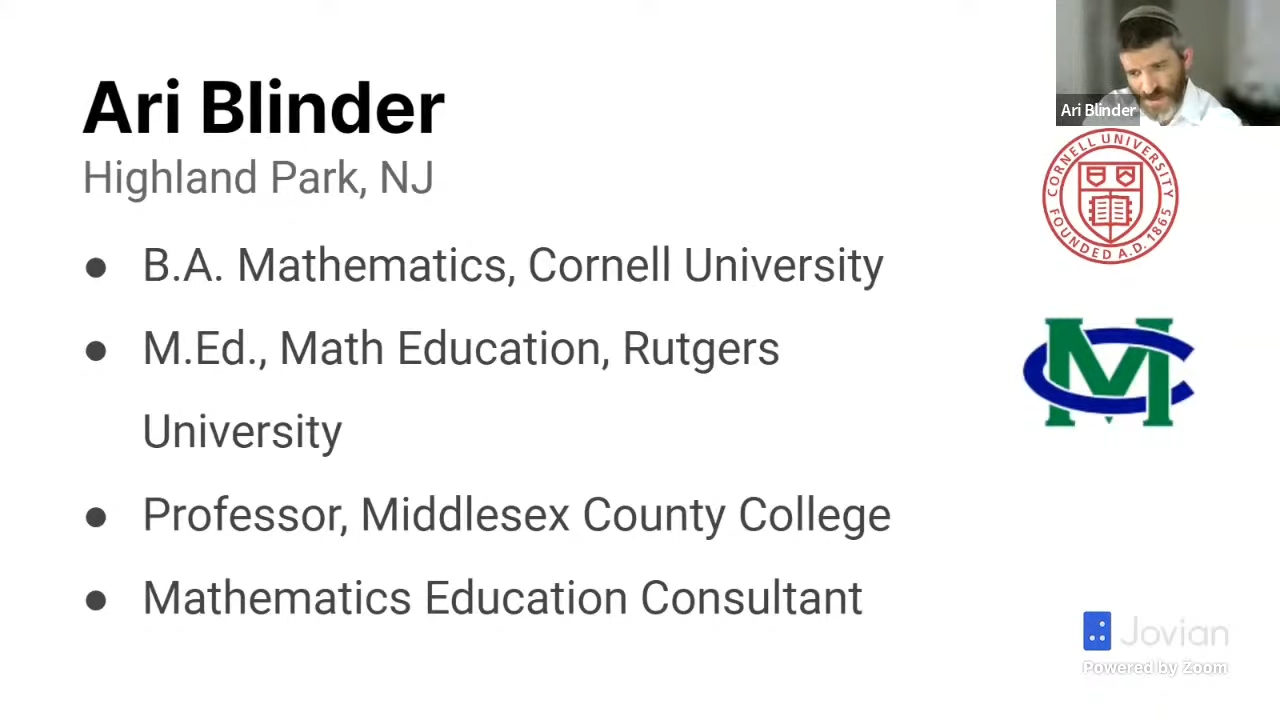 Ari Blinder
Highland Park, NJ
● B.A. Mathematics, Cornell University
● M.Ed., Math Education, Rutgers
University
● Professor, Middlesex County College
● Mathematics Education Consultant
Ari Blinder
CORNELL UNIVERSITY
FOUNDED A.D. 1865
MC
Jovian
Powered by Zoom